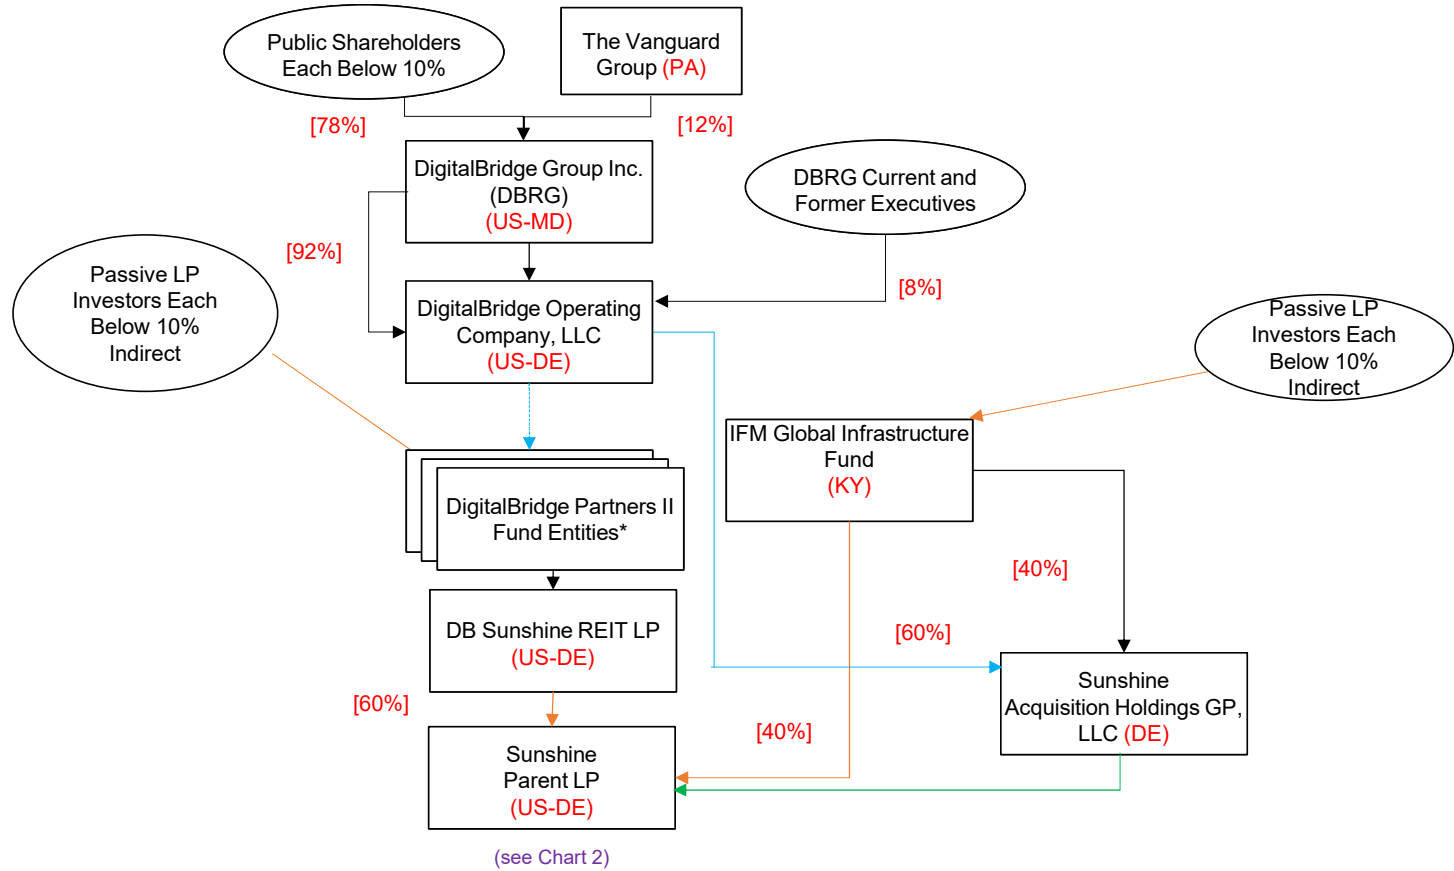 Public Shareholders
Each Below 10%
The Vanguard
Group (PA)
[78%]
[12%]
DigitalBridge Group Inc.
(DBRG)
(US-MD)
DBRG Current and
Former Executives
[92%]
[8%]
Passive LP
Investors Each
Below 10%
Indirect
DigitalBridge Operating
Company, LLC
(US-DE)
Passive LP
Investors Each
Below 10%
Indirect
IFM Global Infrastructure
Fund
(KY)
DigitalBridge Partners II
Fund Entities*
[40%]
DB Sunshine REIT LP
(US-DE)
[60%]
Sunshine
Acquisition Holdings GP,
LLC (DE)
[60%]
[40%]
Sunshine
Parent LP
(US-DE)
(see Chart 2)